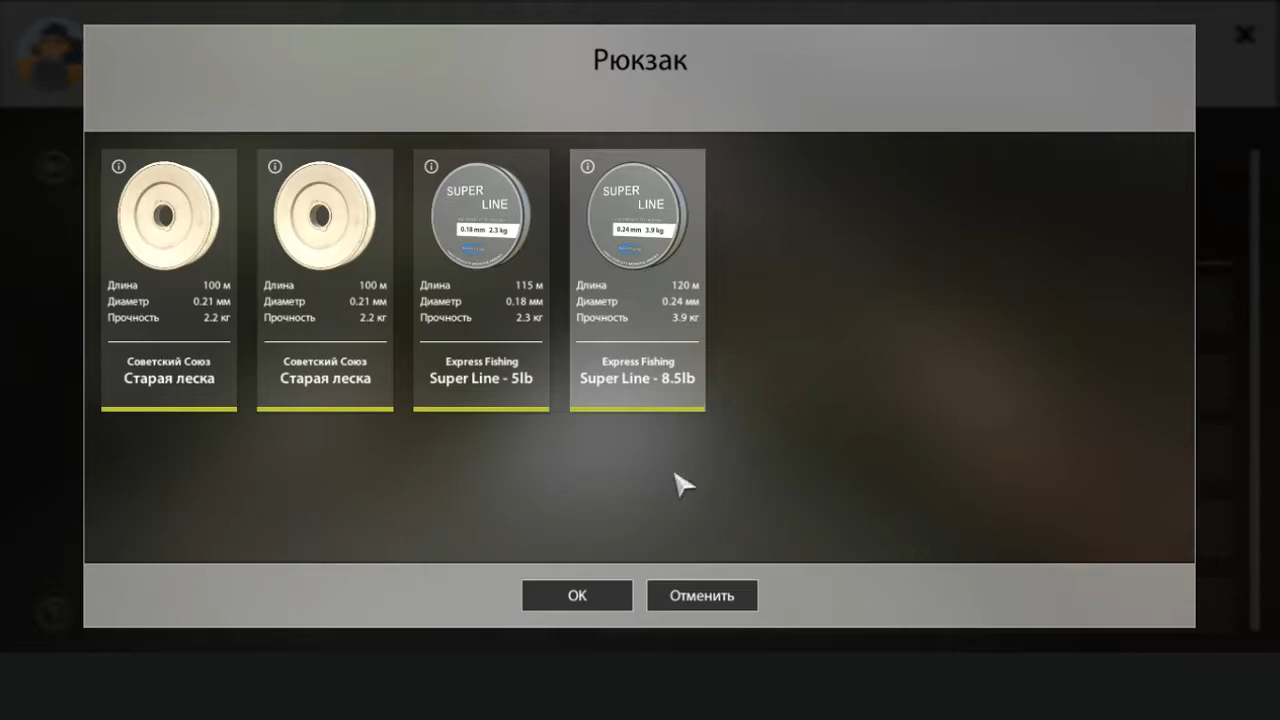 Рюкзак
SUPER
LINE
0.18 mm 2.3 kg
SUPER
LINE
0.24 mm 3.9 kg
Длина 100 м
Диаметр 0.21 мм
Прочность 2.2 кг
Советский Союз
Старая леска
Длина 100 м
Диаметр 0.21 мм
Прочность 2.2 кг
Советский Союз
Старая леска
Длина 115 м
Диаметр 0.18 мм
Прочность 2.3 кг
Express Fishing
Super Line - 5lb
Длина 120 м
Диаметр 0.24 мм
Прочность 3.9 кг
Express Fishing
Super Line - 8.5lb
OK
Отменить